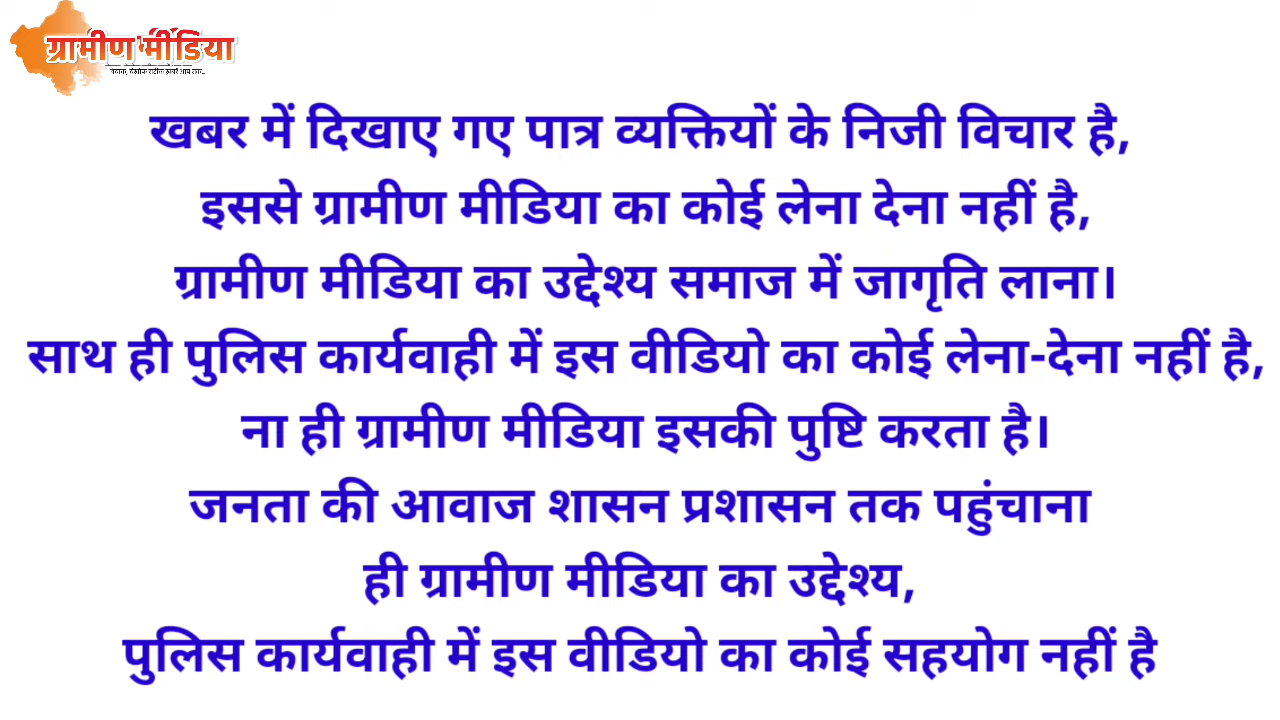 ग्रामीण मीडिया
खबर में दिखाए गए पात्र व्यक्तियों के निजी विचार है,
इससे ग्रामीण मीडिया का कोई लेना देना नहीं है,
ग्रामीण मीडिया का उद्देश्य समाज में जागृति लाना।
साथ ही पुलिस कार्यवाही में इस वीडियो का कोई लेना-देना नहीं है,
ना ही ग्रामीण मीडिया इसकी पुष्टि करता है।
जनता की आवाज शासन प्रशासन तक पहुंचाना
ही ग्रामीण मीडिया का उद्देश्य,
पुलिस कार्यवाही में इस वीडियो का कोई सहयोग नहीं है